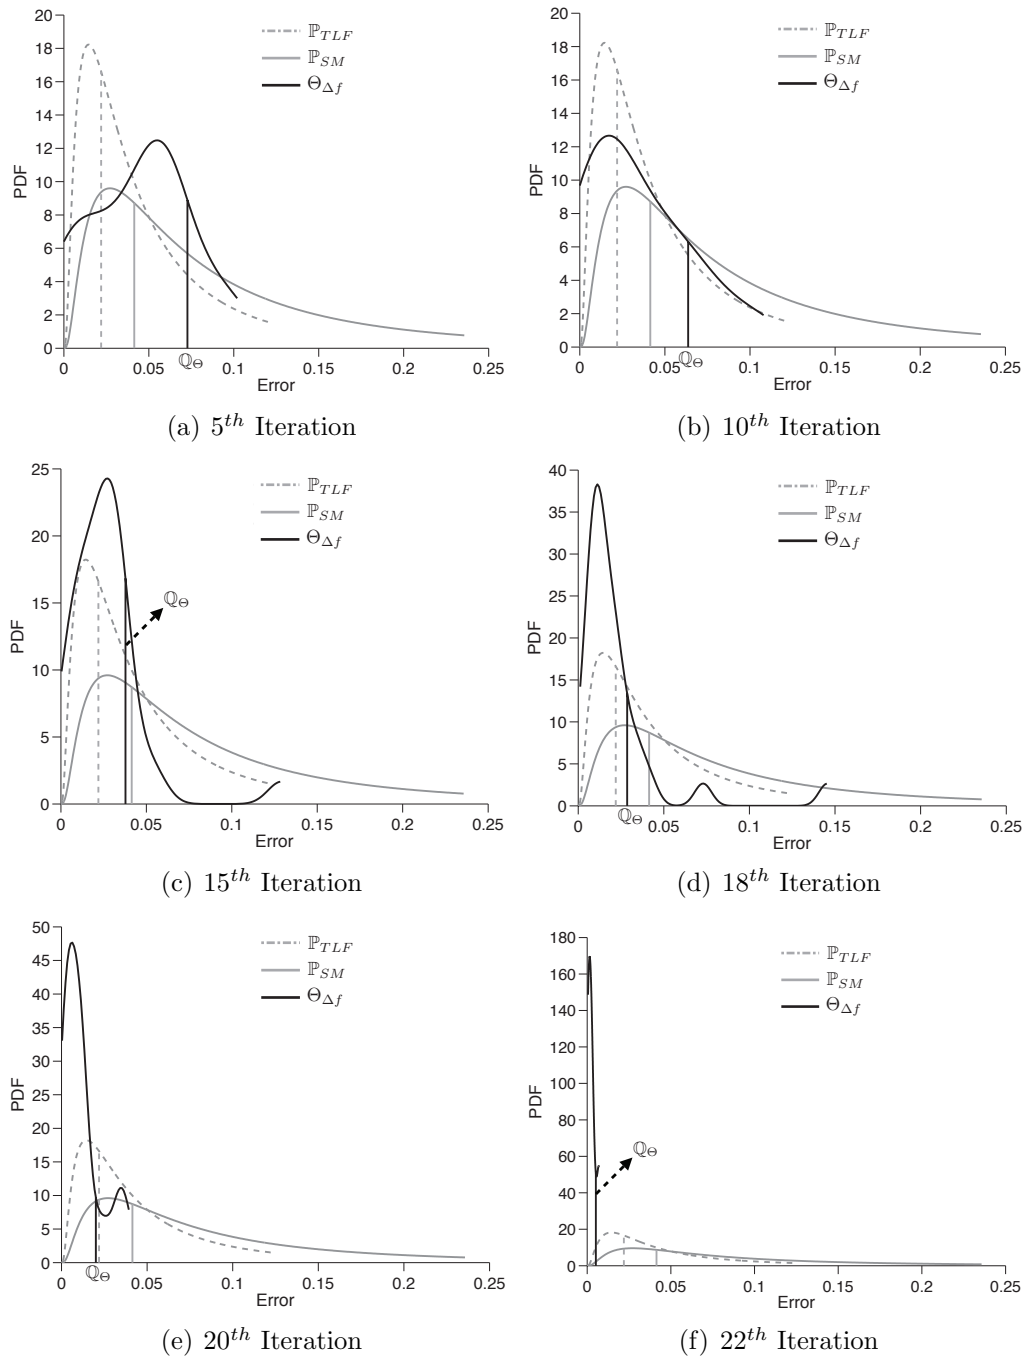 20
18
16
14
12
10
8
6
4
2
0
PDF
ℙ_TLF
ℙ_SM
Θ_Δf
0 0.05 0.1 0.15 0.2 0.25
ℚ_Θ
Error
(a) 5^th Iteration
20
18
16
14
12
10
8
6
4
2
0
PDF
ℙ_TLF
ℙ_SM
Θ_Δf
0 0.05 0.1 0.15 0.2 0.25
ℚ_Θ
Error
(b) 10^th Iteration
25
20
15
10
5
0
PDF
ℙ_TLF
ℙ_SM
Θ_Δf
ℚ_Θ
0 0.05 0.1 0.15 0.2 0.25
Error
(c) 15^th Iteration
40
35
30
25
20
15
10
5
0
PDF
ℙ_TLF
ℙ_SM
Θ_Δf
ℚ_Θ
0 0.05 0.1 0.15 0.2 0.25
Error
(d) 18^th Iteration
50
45
40
35
30
25
20
15
10
5
0
PDF
ℙ_TLF
ℙ_SM
Θ_Δf
ℚ_Θ
0 0.05 0.1 0.15 0.2 0.25
Error
(e) 20^th Iteration
180
160
140
120
100
80
60
40
20
0
PDF
ℙ_TLF
ℙ_SM
Θ_Δf
ℚ_Θ
0 0.05 0.1 0.15 0.2 0.25
Error
(f) 22^th Iteration